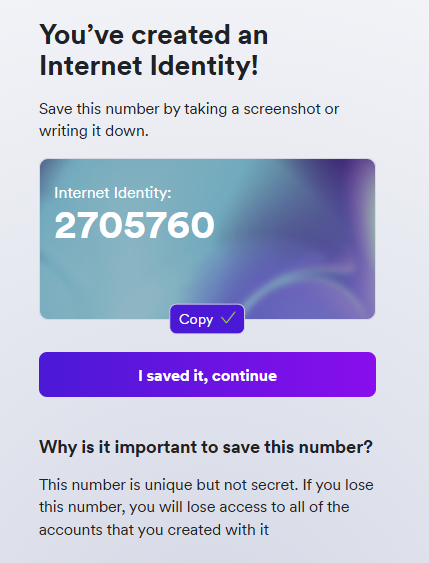 You’ve created an
Internet Identity!
Save this number by taking a screenshot or
writing it down.
Internet Identity:
2705760
Copy ✓
I saved it, continue
Why is it important to save this number?
This number is unique but not secret. If you lose
this number, you will lose access to all of the
accounts that you created with it